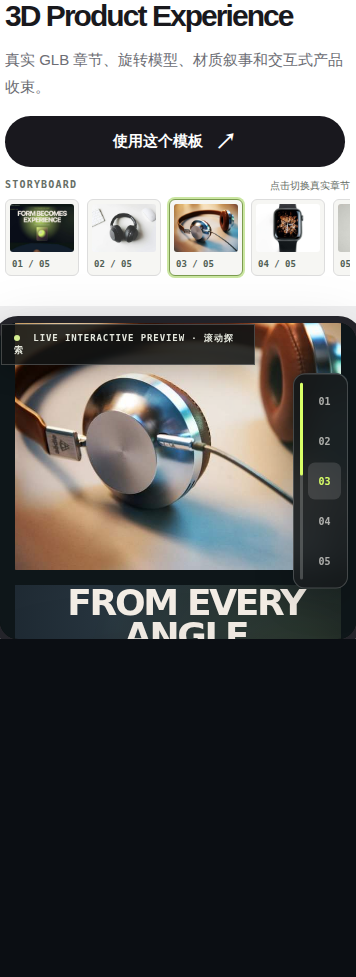 3D Product Experience
真实 GLB 章节、旋转模型、材质叙事和交互式产品
收束。
使用这个模板 ↗
STORYBOARD
点击切换真实章节
FORM BECOMES
EXPERIENCE
01 / 05
02 / 05
03 / 05
04 / 05
05 / 05
LIVE INTERACTIVE PREVIEW · 滚动探
索
01
02
03
04
05
FROM EVERY
ANGLE